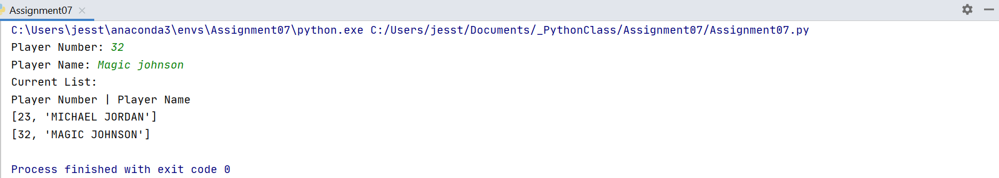 Assignment07
C:\Users\jesst\anaconda3\envs\Assignment07\python.exe C:/Users/jesst/Documents/_PythonClass/Assignment07/Assignment07.py
Player Number: 32
Player Name: Magic johnson
Current List:
Player Number | Player Name
[23, 'MICHAEL JORDAN']
[32, 'MAGIC JOHNSON']
Process finished with exit code 0